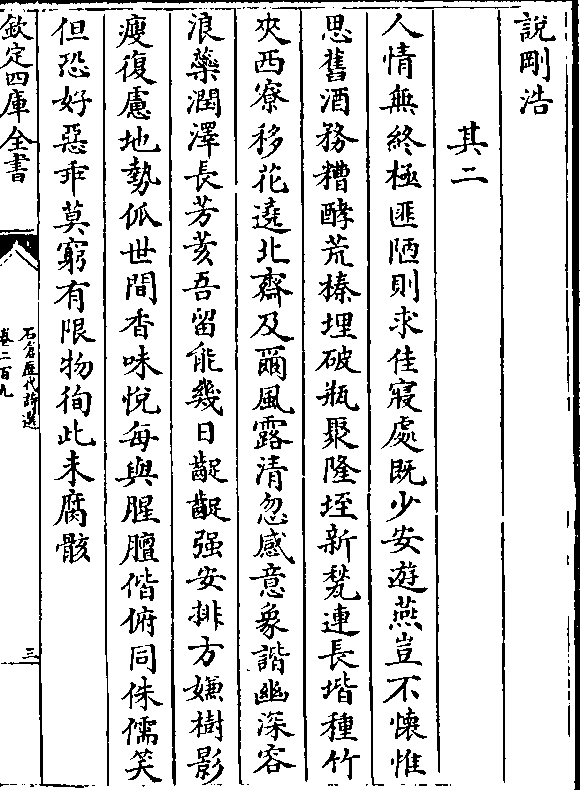 說剛浩
其二
人情無終極匪陋則求佳寢處既少安遊燕豈不懷惟
思舊酒務糟酵荒榛埋破瓶聚隆垤新甃連長堦種竹
夾西寮移花遶北齋及爾風露清忽感意象諧幽深容
浪藥潤澤長芳荄吾留能幾日齪齪强安排方嫌樹影
瘦復慮地勢低世間香味悅每與腥膻偕俯同侏儒笑
但恐好惡乖莫窮有限物徇此未腐骸
欽定四庫全書
石倉歷代詩選
卷二百九
三